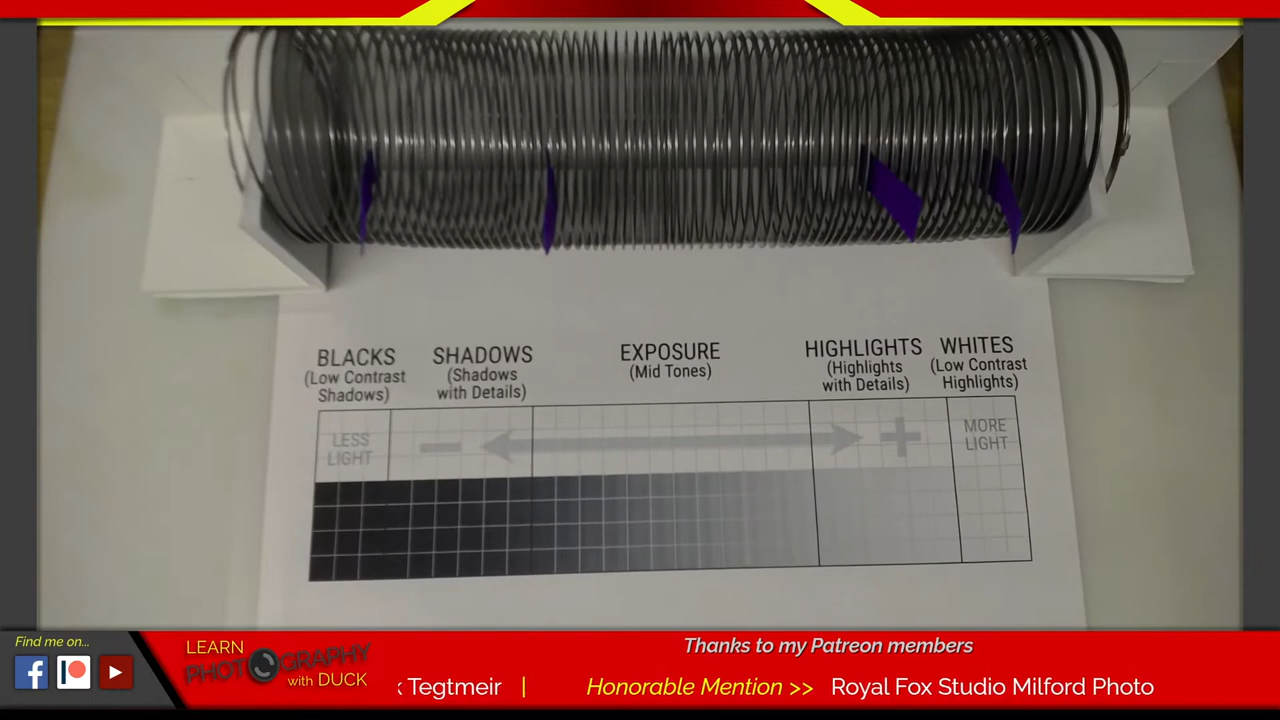 BLACKS
(Low Contrast
Shadows)
SHADOWS
(Shadows
with Details)
EXPOSURE
(Mid Tones)
HIGHLIGHTS
(Highlights
with Details)
WHITES
(Low Contrast
Highlights)
LESS
LIGHT
MORE
LIGHT
Find me on...
LEARN
PHOTOGRAPHY
with DUCK
Thanks to my Patreon members
Tegtmeir | Honorable Mention >> Royal Fox Studio Milford Photo